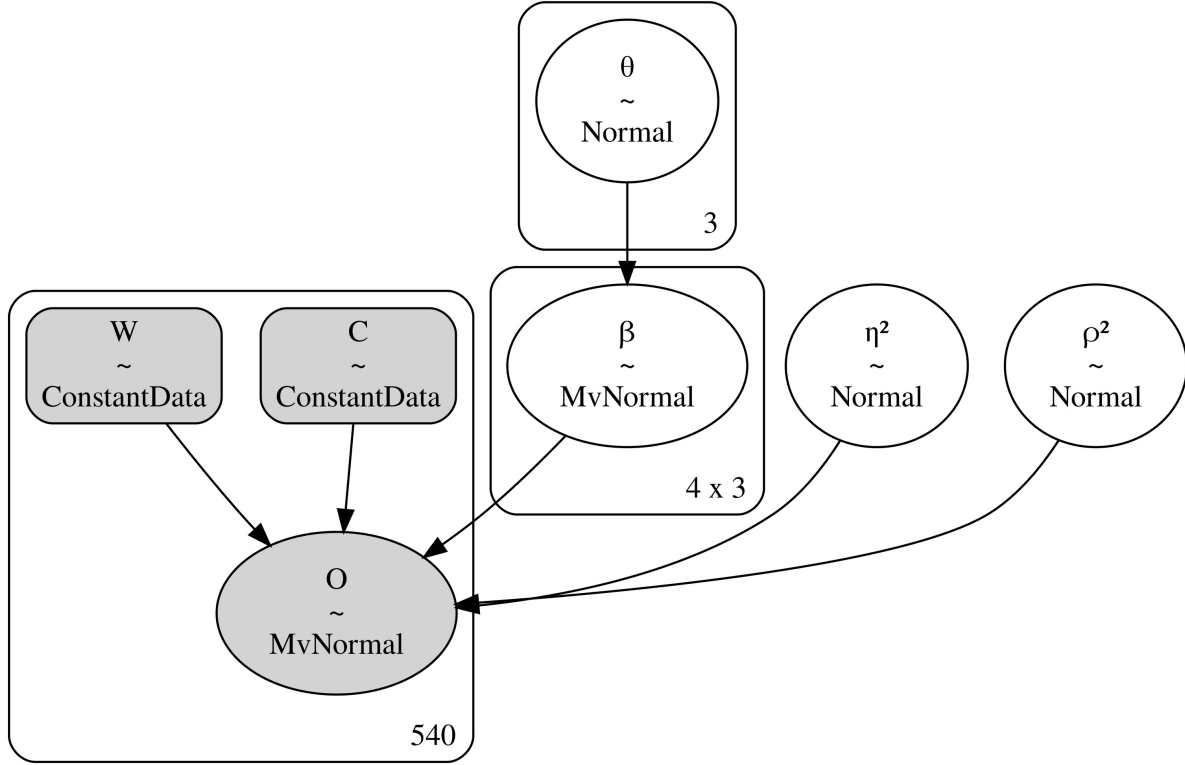 θ
~
Normal
3
W
~
ConstantData
C
~
ConstantData
β
~
MvNormal
4 x 3
η²
~
Normal
ρ²
~
Normal
O
~
MvNormal
540